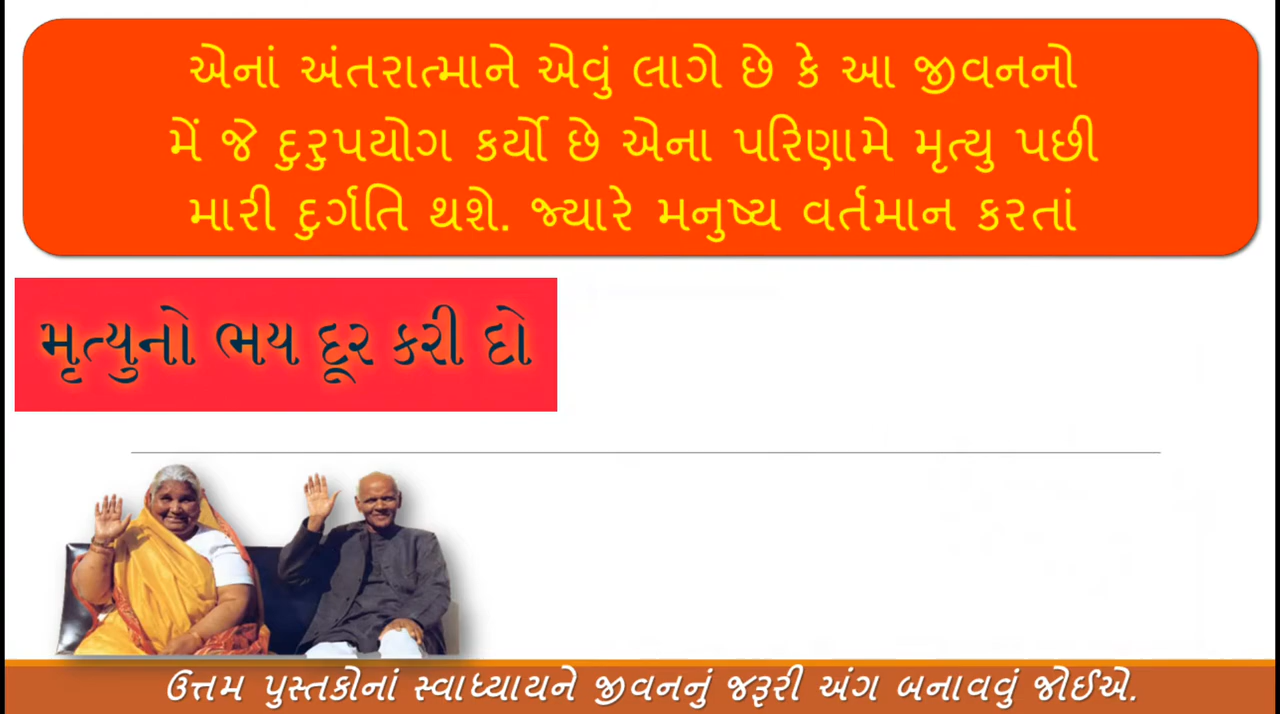 એનાં અંતરાત્માને એવું લાગે છે કે આ જીવનનો
મેં જે દુરુપયોગ કર્યો છે એના પરિણામે મૃત્યુ પછી
મારી દુર્ગતિ થશે. જ્યારે મનુષ્ય વર્તમાન કરતાં
મૃત્યુનો ભય દૂર કરી દો
ઉત્તમ પુસ્તકોનાં સ્વાધ્યાયને જીવનનું જરૂરી અંગ બનાવવું જોઈએ.